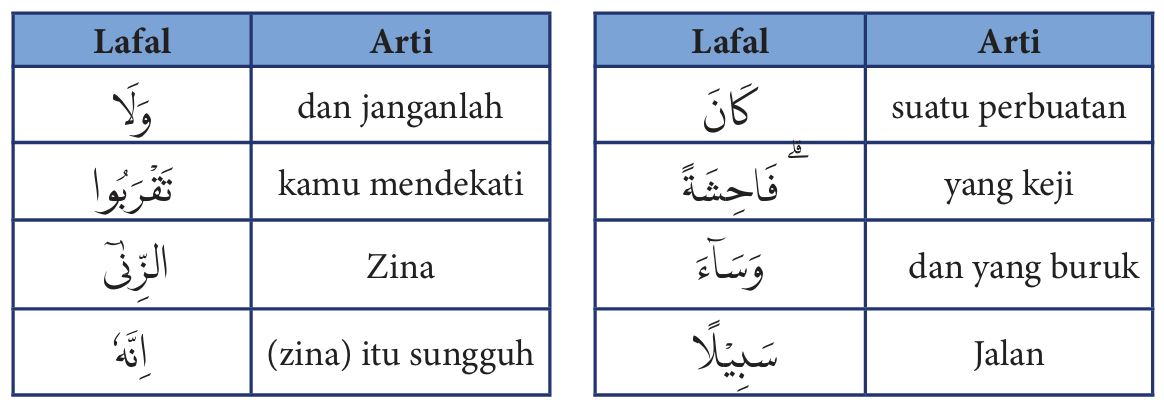 Lafal Arti
وَلَا dan janganlah
تَقْرَبُوا kamu mendekati
الزِّنٰىٓ Zina
اِنَّهٗ (zina) itu sungguh
Lafal Arti
كَانَ suatu perbuatan
فَاحِشَةً ۗ yang keji
وَسَاۤءَ dan yang buruk
سَبِيْلًا Jalan